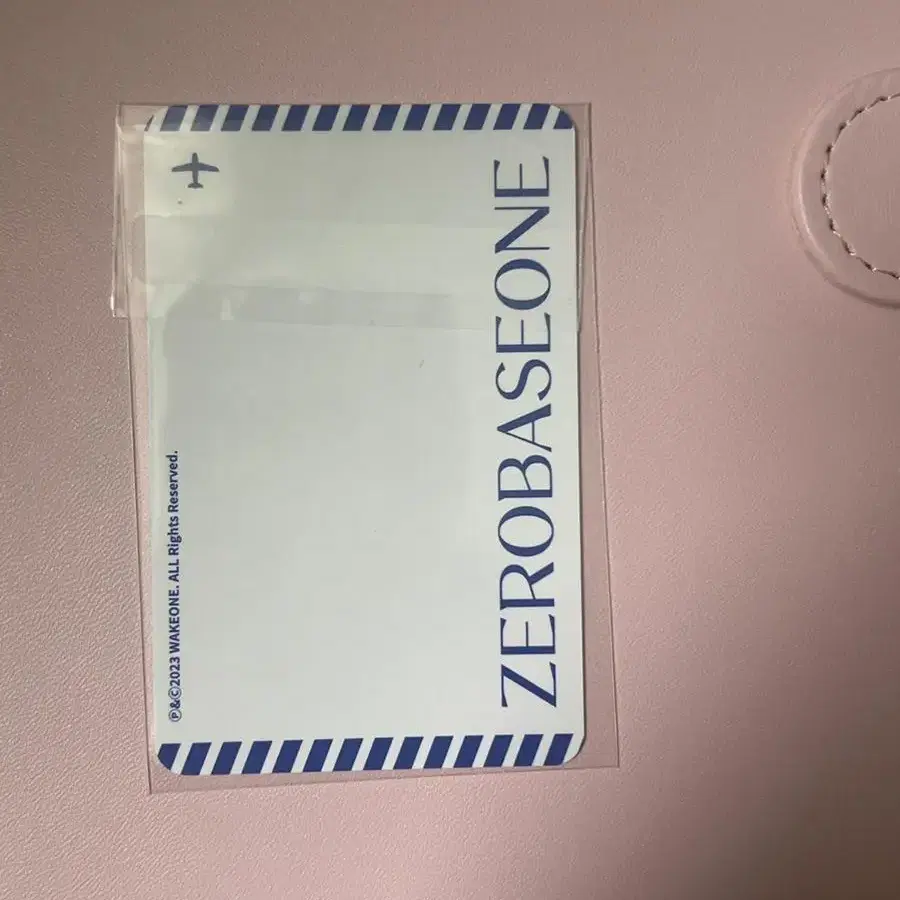 ZEROBASEONE
Ⓟ&Ⓒ2023 WAKEONE. ALL Rights Reserved.